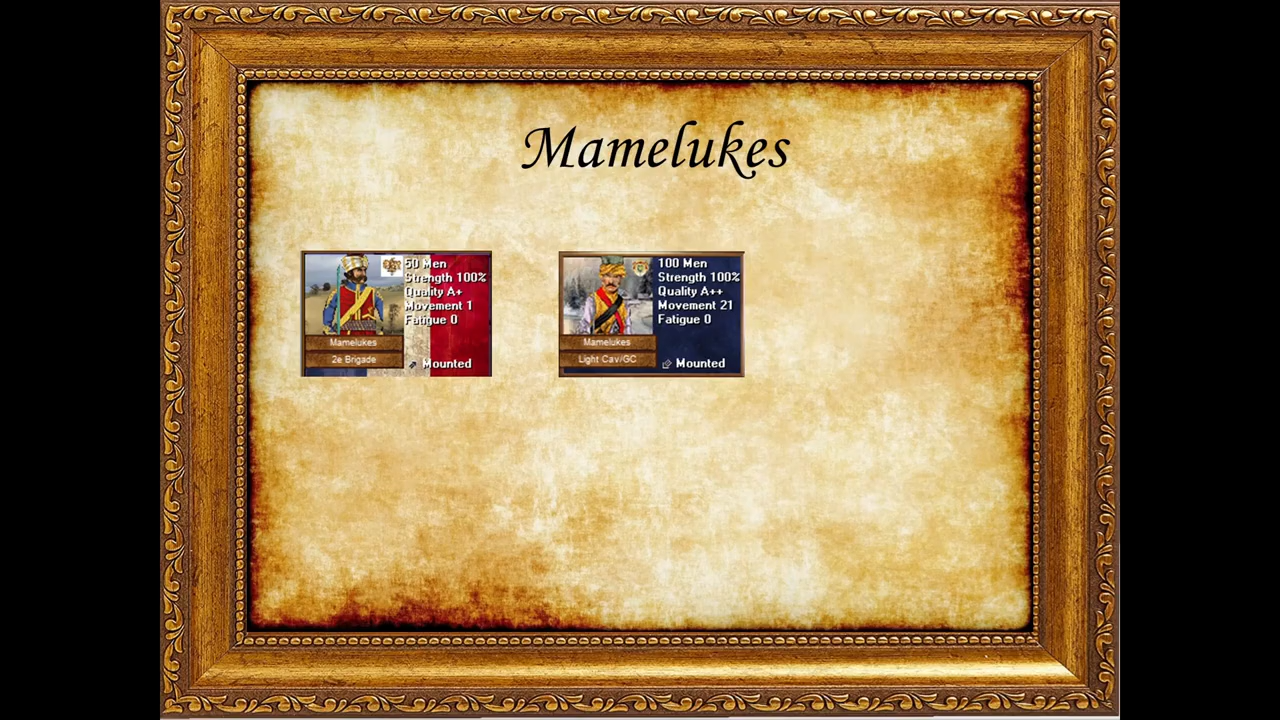 Mamelukes
50 Men
Strength 100%
Quality A+
Movement 1
Fatigue 0
Mamelukes
2e Brigade
Mounted
100 Men
Strength 100%
Quality A++
Movement 21
Fatigue 0
Mamelukes
Light Cav/GC
Mounted